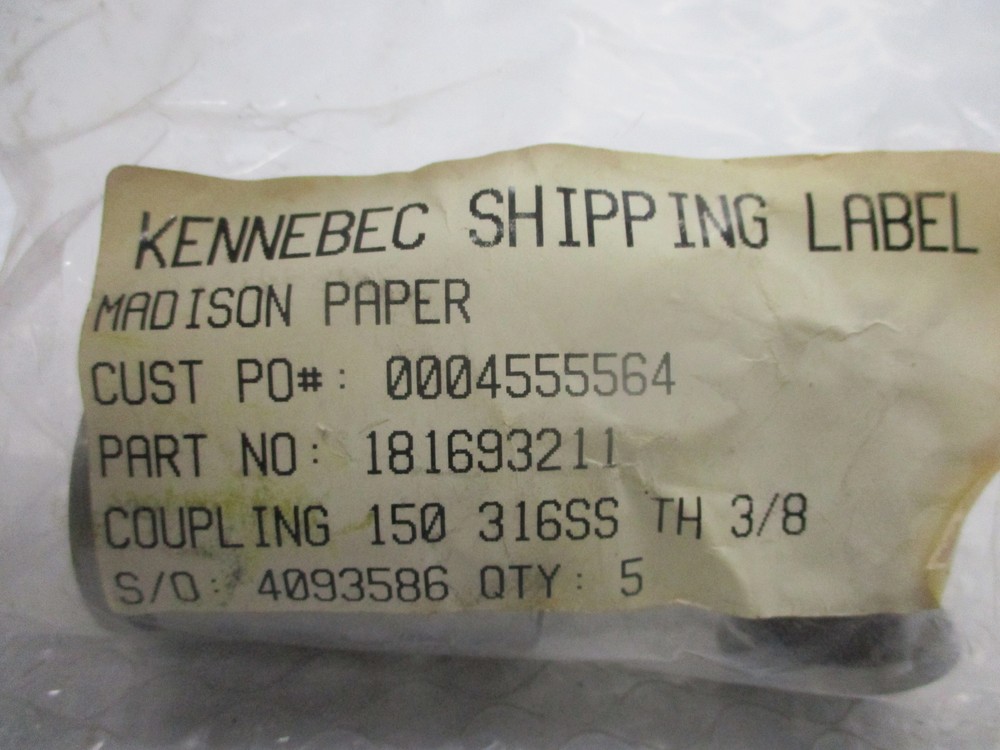 KENNEBEC SHIPPING LABEL
MADISON PAPER
CUST PO#: 0004555564
PART NO: 181693211
COUPLING 150 316SS TH 3/8
S/O: 4093586 QTY: 5